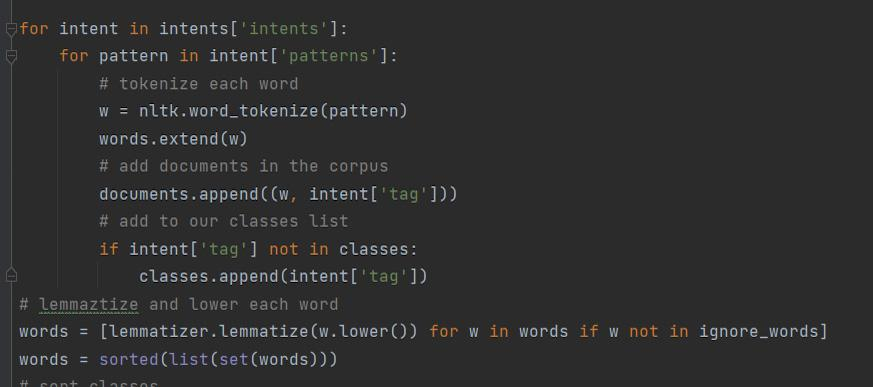 for intent in intents['intents']:
    for pattern in intent['patterns']:
        # tokenize each word
        w = nltk.word_tokenize(pattern)
        words.extend(w)
        # add documents in the corpus
        documents.append((w, intent['tag']))
        # add to our classes list
        if intent['tag'] not in classes:
            classes.append(intent['tag'])
# lemmaztize and lower each word
words = [lemmatizer.lemmatize(w.lower()) for w in words if w not in ignore_words]
words = sorted(list(set(words)))
# sort classes